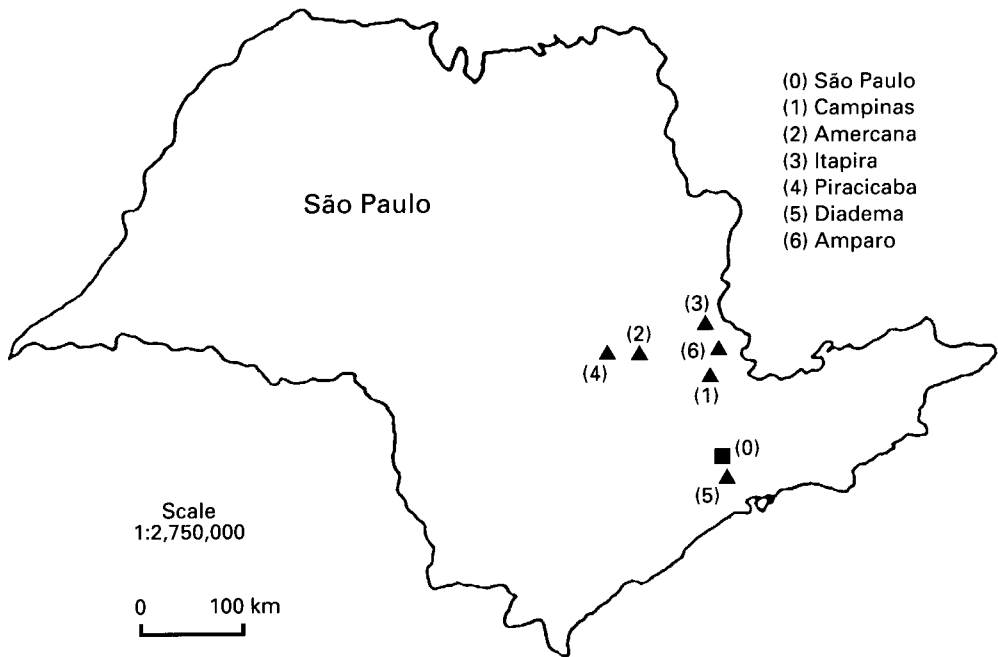 (0) São Paulo
(1) Campinas
(2) Amercana
(3) Itapira
(4) Piracicaba
(5) Diadema
(6) Amparo
São Paulo
(3)
(2)
(6)
(4)
(1)
(0)
(5)
Scale
1:2,750,000
0 100 km